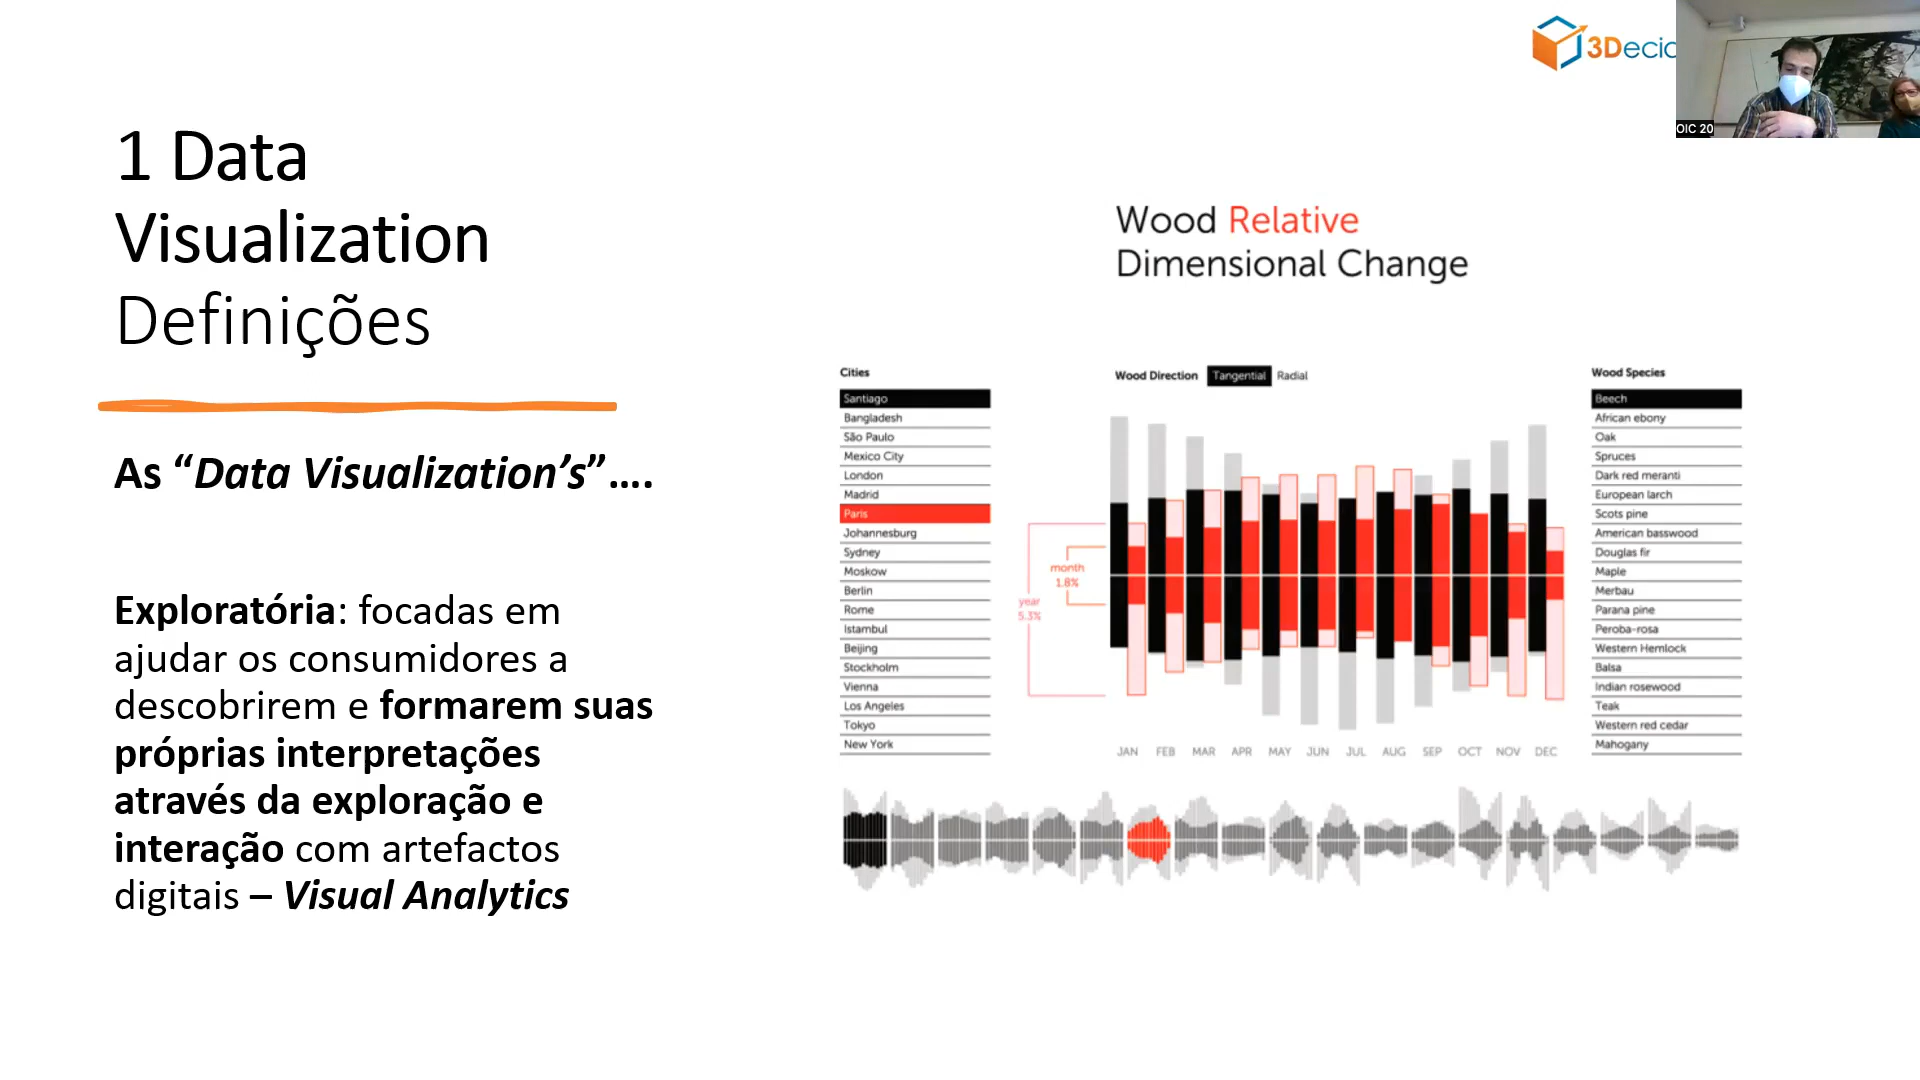 3Decid
OIC 20
1 Data
Visualization
Definições
As “Data Visualization’s”….
Exploratória: focadas em
ajudar os consumidores a
descobrirem e formarem suas
próprias interpretações
através da exploração e
interação com artefactos
digitais – Visual Analytics
Wood Relative
Dimensional Change
Cities
Santiago
Bangladesh
São Paulo
Mexico City
London
Madrid
Paris
Johannesburg
Sydney
Moskow
Berlin
Rome
Istambul
Beijing
Stockholm
Vienna
Los Angeles
Tokyo
New York
Wood Direction Tangential Radial
month
1.8%
year
5.3%
JAN FEB MAR APR MAY JUN JUL AUG SEP OCT NOV DEC
Wood Species
Beech
African ebony
Oak
Spruces
Dark red meranti
European larch
Scots pine
American basswood
Douglas fir
Maple
Merbau
Parana pine
Peroba-rosa
Western Hemlock
Balsa
Indian rosewood
Teak
Western red cedar
Mahogany